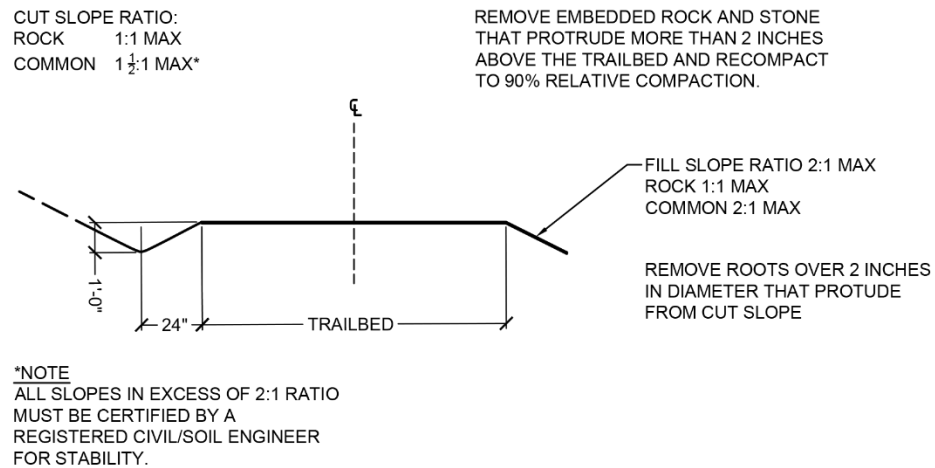 CUT SLOPE RATIO:
ROCK 1:1 MAX
COMMON 1 1/2:1 MAX*
REMOVE EMBEDDED ROCK AND STONE
THAT PROTRUDE MORE THAN 2 INCHES
ABOVE THE TRAILBED AND RECOMPACT
TO 90% RELATIVE COMPACTION.
℄
FILL SLOPE RATIO 2:1 MAX
ROCK 1:1 MAX
COMMON 2:1 MAX
1'-0"
24"
TRAILBED
REMOVE ROOTS OVER 2 INCHES
IN DIAMETER THAT PROTUDE
FROM CUT SLOPE
*NOTE
ALL SLOPES IN EXCESS OF 2:1 RATIO
MUST BE CERTIFIED BY A
REGISTERED CIVIL/SOIL ENGINEER
FOR STABILITY.